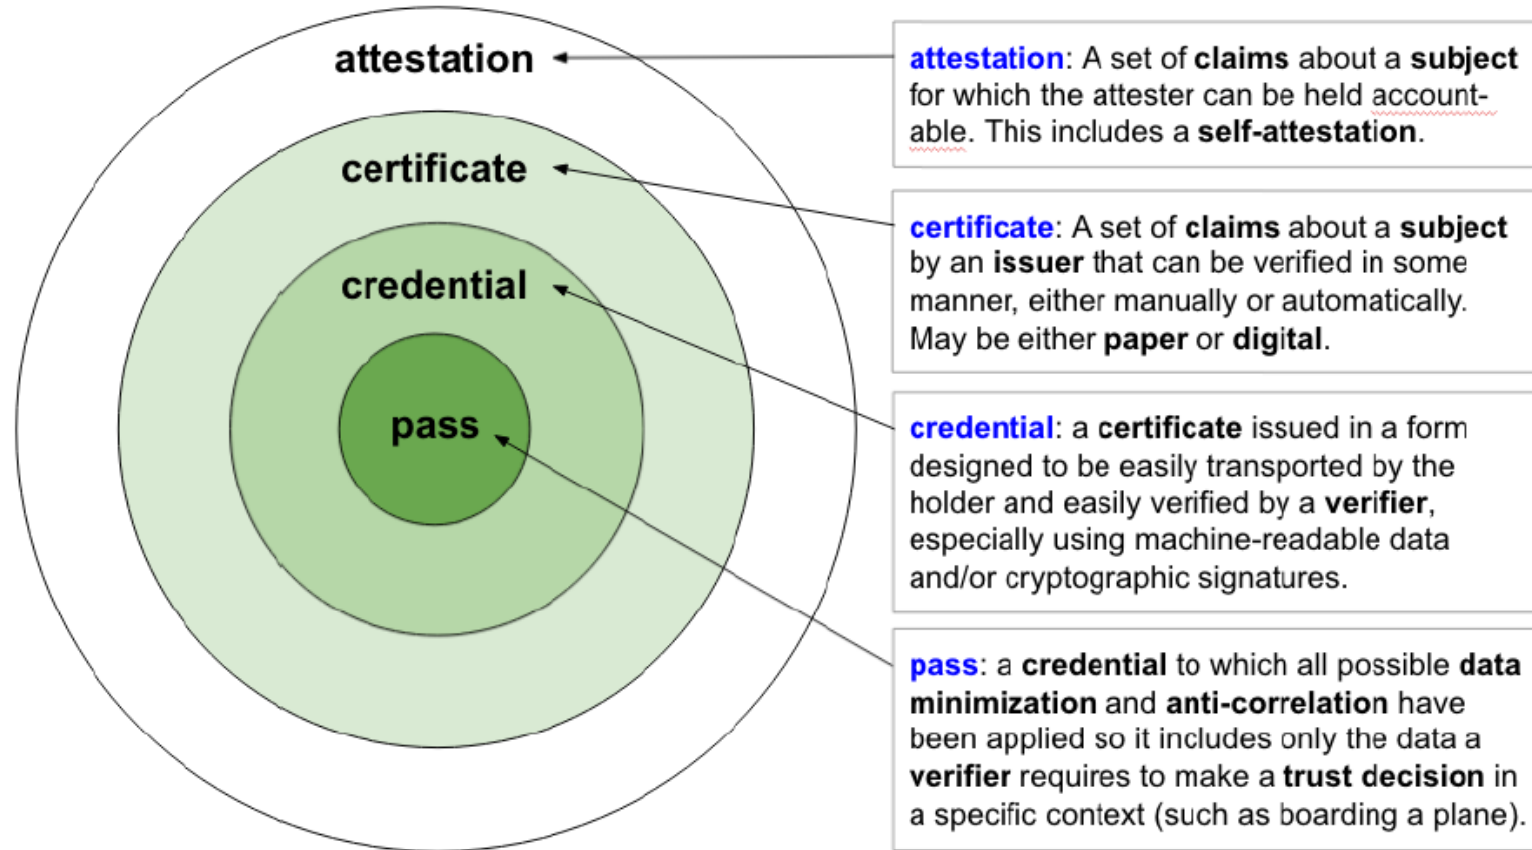 attestation
certificate
credential
pass
attestation: A set of claims about a subject
for which the attester can be held account-
able. This includes a self-attestation.
certificate: A set of claims about a subject
by an issuer that can be verified in some
manner, either manually or automatically.
May be either paper or digital.
credential: a certificate issued in a form
designed to be easily transported by the
holder and easily verified by a verifier,
especially using machine-readable data
and/or cryptographic signatures.
pass: a credential to which all possible data
minimization and anti-correlation have
been applied so it includes only the data a
verifier requires to make a trust decision in
a specific context (such as boarding a plane).